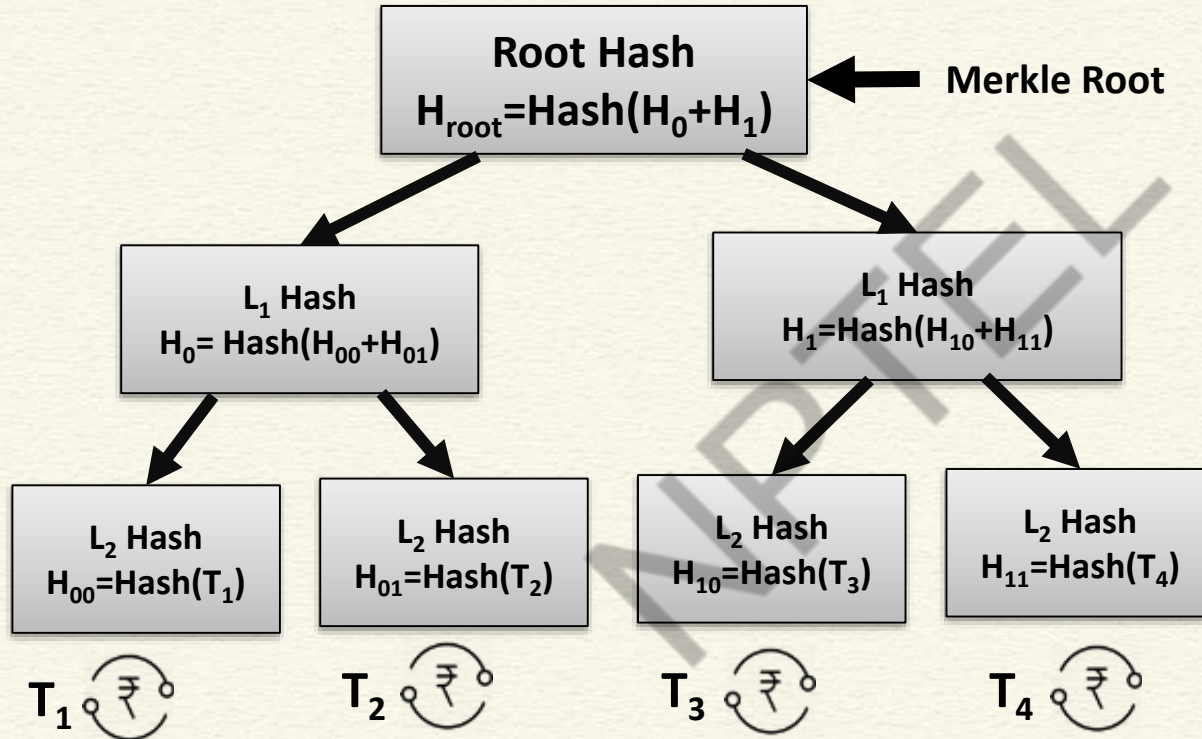 Root Hash
H_root=Hash(H_0+H_1)
Merkle Root
L_1 Hash
H_0= Hash(H_00+H_01)
L_1 Hash
H_1=Hash(H_10+H_11)
L_2 Hash
H_00=Hash(T_1)
L_2 Hash
H_01=Hash(T_2)
L_2 Hash
H_10=Hash(T_3)
L_2 Hash
H_11=Hash(T_4)
T_1 ₹
T_2 ₹
T_3 ₹
T_4 ₹
NPTEL